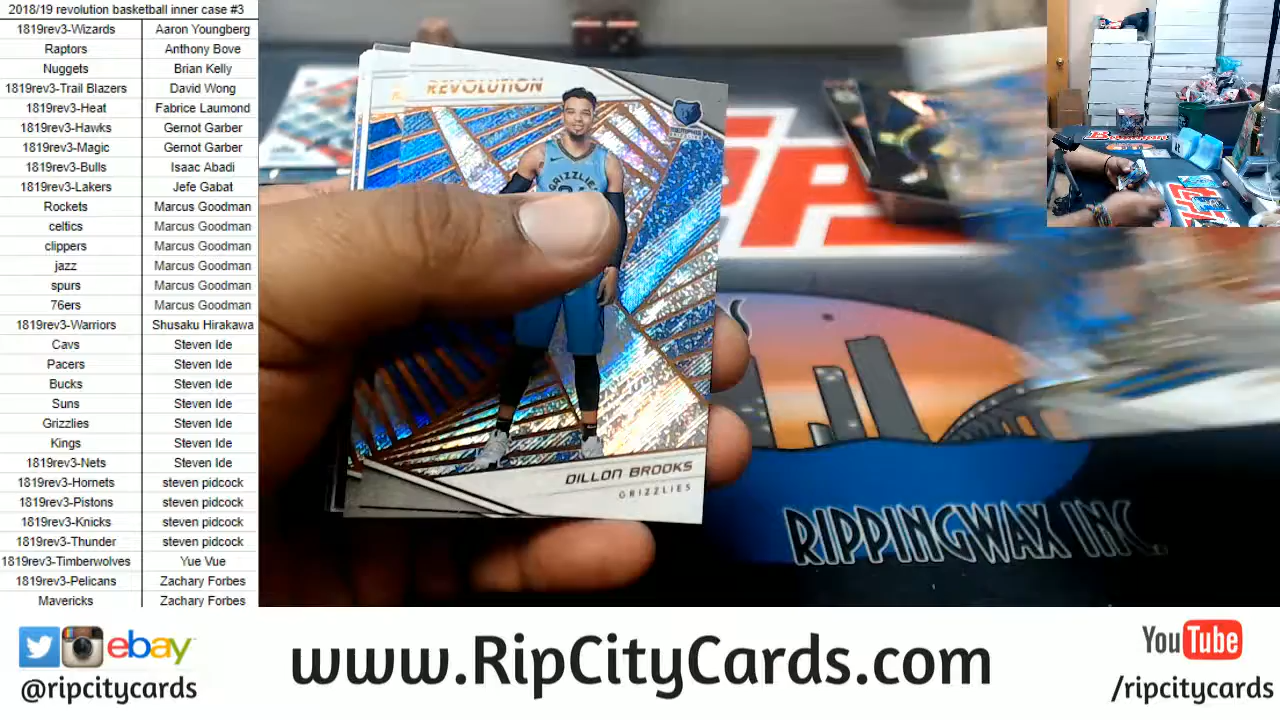 2018/19 revolution basketball inner case #3
1819rev3-Wizards Aaron Youngberg
Raptors Anthony Bove
Nuggets Brian Kelly
1819rev3-Trail Blazers David Wong
1819rev3-Heat Fabrice Laumond
1819rev3-Hawks Gernot Garber
1819rev3-Magic Gernot Garber
1819rev3-Bulls Isaac Abadi
1819rev3-Lakers Jefe Gabat
Rockets Marcus Goodman
celtics Marcus Goodman
clippers Marcus Goodman
jazz Marcus Goodman
spurs Marcus Goodman
76ers Marcus Goodman
1819rev3-Warriors Shusaku Hirakawa
Cavs Steven Ide
Pacers Steven Ide
Bucks Steven Ide
Suns Steven Ide
Grizzlies Steven Ide
Kings Steven Ide
1819rev3-Nets Steven Ide
1819rev3-Hornets steven pidcock
1819rev3-Pistons steven pidcock
1819rev3-Knicks steven pidcock
1819rev3-Thunder steven pidcock
1819rev3-Timberwolves Yue Vue
1819rev3-Pelicans Zachary Forbes
Mavericks Zachary Forbes
REVOLUTION
GRIZZLIES
DILLON BROOKS
GRIZZLIES
RIPPINGWAX INC.
ebay
@ripcitycards
www.RipCityCards.com
YouTube
/ripcitycards